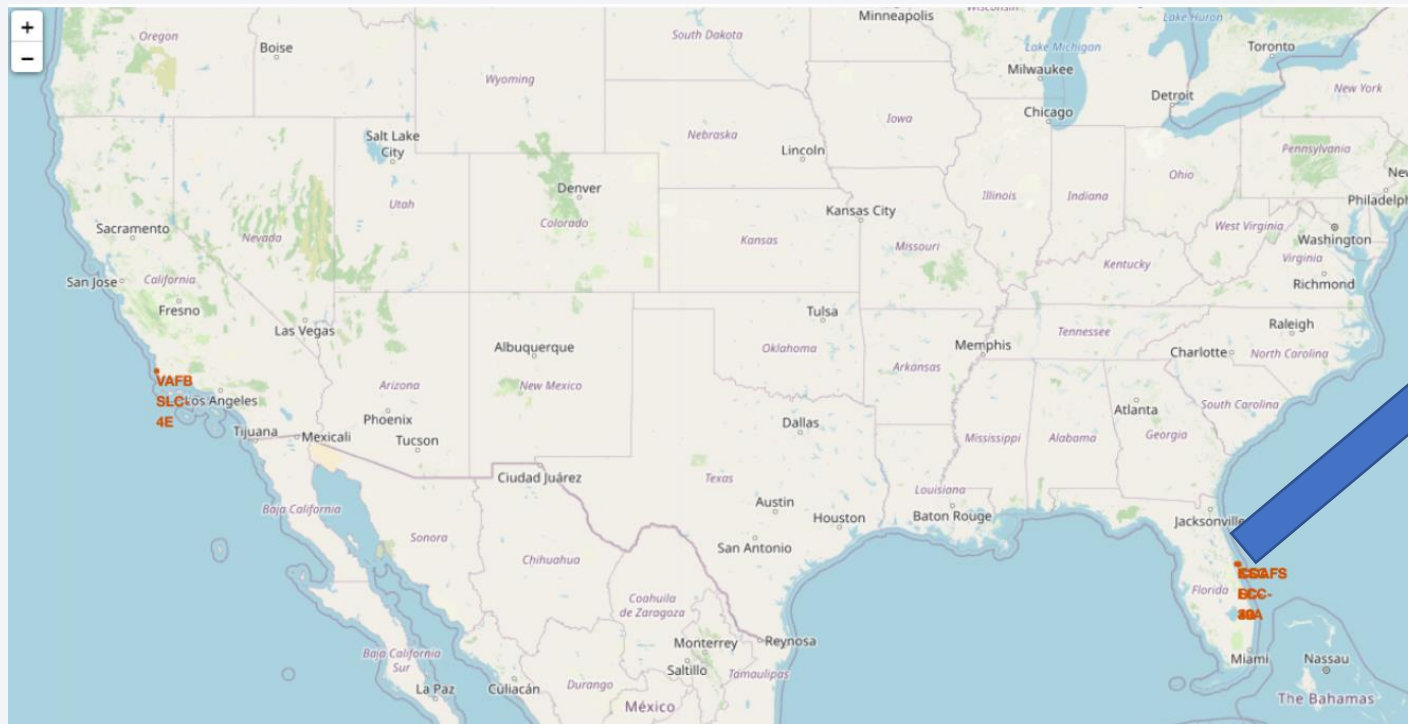 +
−
Oregon
Boise
Wyoming
South Dakota
Minneapolis
Wisconsin
Lake Michigan
Lake Huron
Toronto
Milwaukee
Detroit
New York
Chicago
Iowa
Nebraska
Lincoln
Salt Lake
City
Utah
Denver
Colorado
Kansas City
Kansas
Missouri
Illinois
Indiana
Ohio
Pennsylvania
Philadelph
West Virginia
Washington
Virginia
Richmond
Kentucky
Sacramento
Nevada
San Jose
California
Fresno
Las Vegas
Albuquerque
New Mexico
Arizona
Phoenix
Tucson
Tulsa
Oklahoma
Arkansas
Memphis
Tennessee
Raleigh
Charlotte
North Carolina
South Carolina
Atlanta
Georgia
Alabama
Mississippi
VAFB
SLC-
4E
Los Angeles
Tijuana
Mexicali
Ciudad Juárez
Dallas
Texas
Austin
Houston
San Antonio
Louisiana
Baton Rouge
Jacksonville
Florida
Miami
Nassau
The Bahamas
Baja California
Sonora
Chihuahua
Coahuila
de Zaragoza
Monterrey
Saltillo
Reynosa
Tamaulipas
Baja California
Sur
La Paz
Culiacán
Durango
México